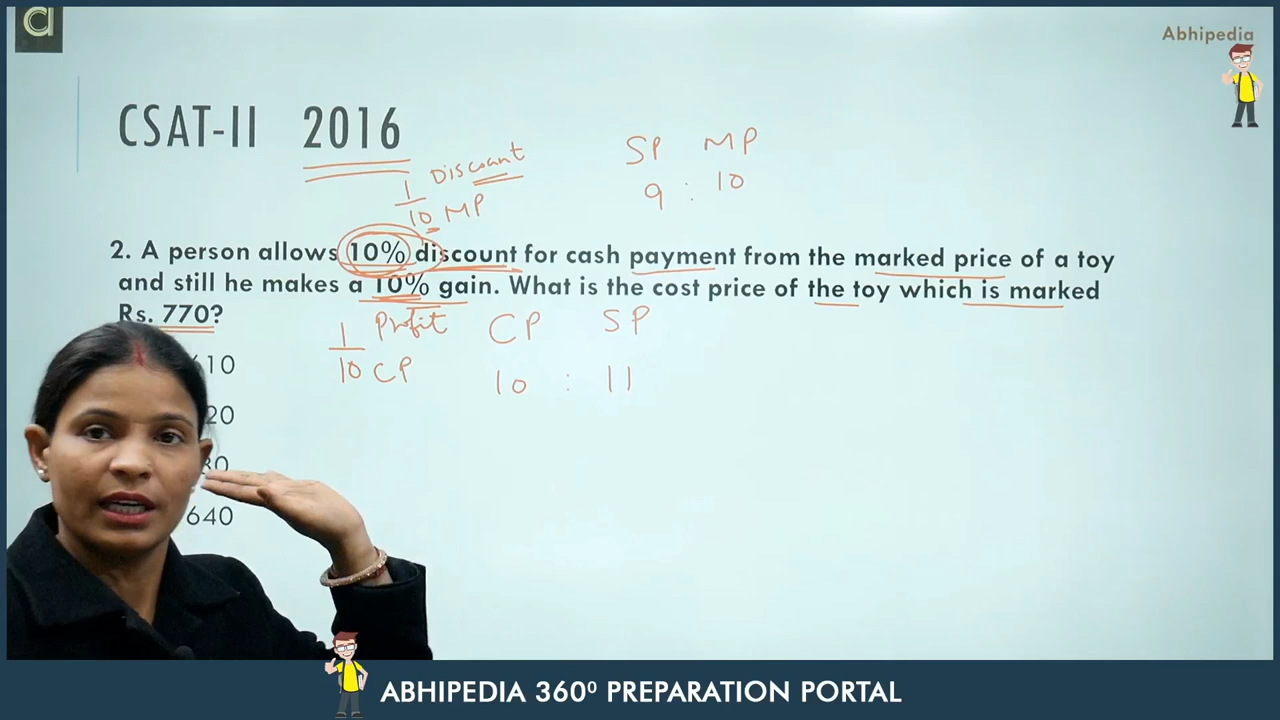 Abhipedia
CSAT-II 2016
SP MP
9 : 10
Discount
1
10 MP
2. A person allows 10% discount for cash payment from the marked price of a toy
and still he makes a 10% gain. What is the cost price of the toy which is marked
Rs. 770?
1 Profit
10 CP
CP SP
10 : 11
10
20
30
640
ABHIPEDIA 360⁰ PREPARATION PORTAL